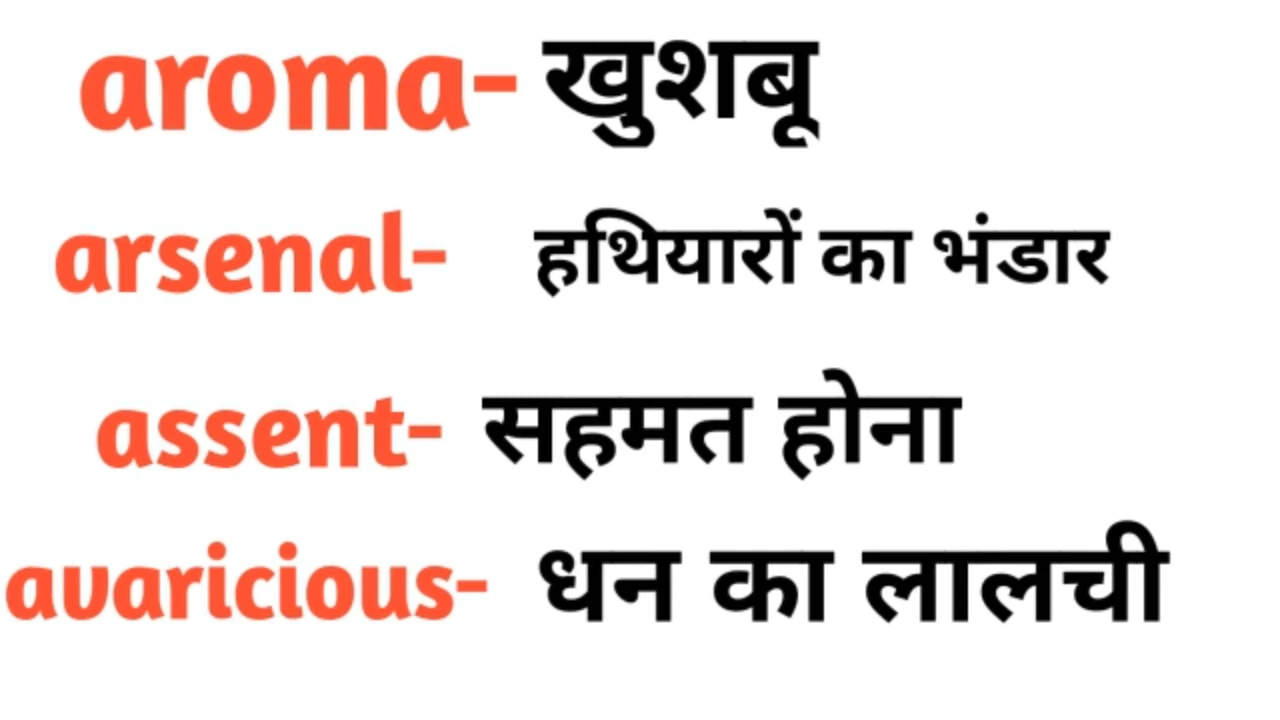 aroma- खुशबू
arsenal- हथियारों का भंडार
assent- सहमत होना
avaricious- धन का लालची